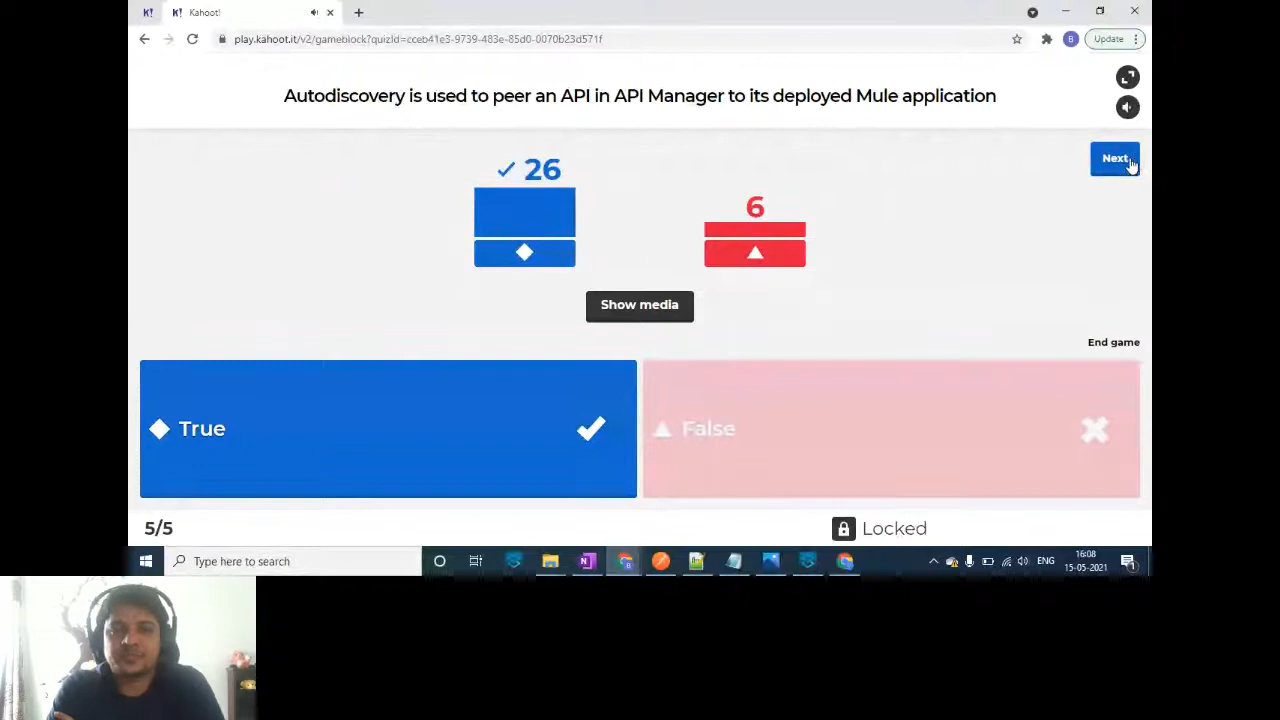 Kahoot!
play.kahoot.it/v2/gameblock?quizId=cceb41e3-9739-483e-85d0-0070b23d571f
Update
Autodiscovery is used to peer an API in API Manager to its deployed Mule application
Next
26
6
Show media
End game
True
False
5/5
Locked
Type here to search
ENG
16:08
15-05-2021